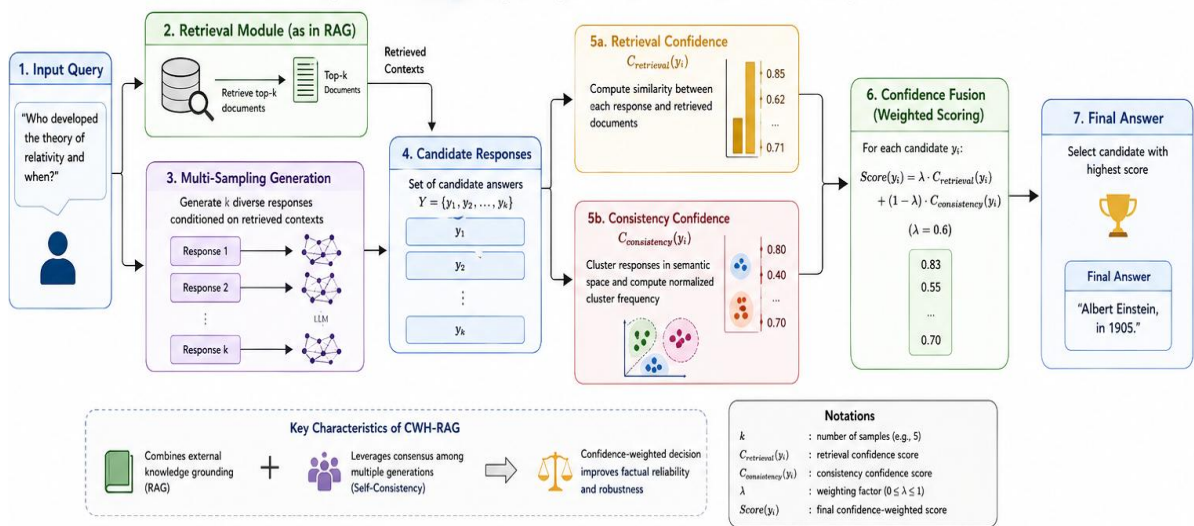 1. Input Query
"Who developed
the theory of
relativity and
when?"
2. Retrieval Module (as in RAG)
Retrieve top-k
documents
Top-k
Documents
Retrieved
Contexts
3. Multi-Sampling Generation
Generate k diverse responses
conditioned on retrieved contexts
Response 1
Response 2
⋮
Response k
LLM
4. Candidate Responses
Set of candidate answers
Y = {y₁, y₂, ..., yₖ}
y₁
y₂
⋮
yₖ
5a. Retrieval Confidence
C_retrieval(yᵢ)
Compute similarity between
each response and retrieved
documents
0.85
0.62
...
0.71
5b. Consistency Confidence
C_consistency(yᵢ)
Cluster responses in semantic
space and compute normalized
cluster frequency
0.80
0.40
...
0.70
6. Confidence Fusion
(Weighted Scoring)
For each candidate yᵢ:
Score(yᵢ) = λ · C_retrieval(yᵢ)
+ (1 − λ) · C_consistency(yᵢ)
(λ = 0.6)
0.83
0.55
...
0.70
7. Final Answer
Select candidate with
highest score
Final Answer
"Albert Einstein,
in 1905."
Key Characteristics of CWH-RAG
Combines external
knowledge grounding
(RAG)
+
Leverages consensus among
multiple generations
(Self-Consistency)
Confidence-weighted decision
improves factual reliability
and robustness
Notations
k : number of samples (e.g., 5)
C_retrieval(yᵢ) : retrieval confidence score
C_consistency(yᵢ) : consistency confidence score
λ : weighting factor (0 ≤ λ ≤ 1)
Score(yᵢ) : final confidence-weighted score